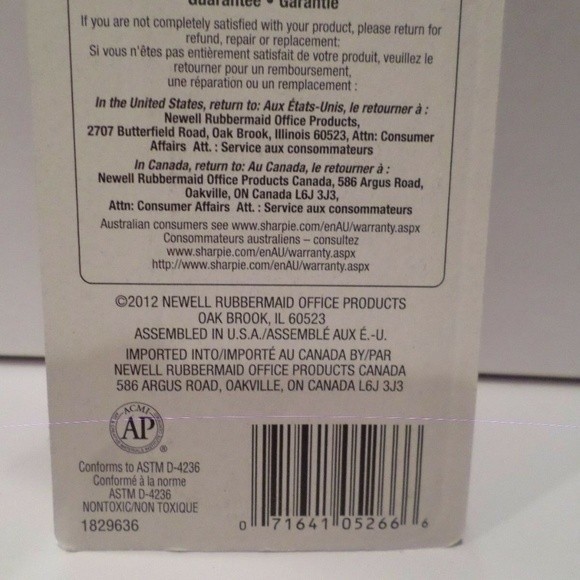 Guarantee • Garantie
If you are not completely satisfied with your product, please return for
refund, repair or replacement:
Si vous n'êtes pas entièrement satisfait de votre produit, veuillez le
retourner pour un remboursement,
une réparation ou un remplacement :
In the United States, return to: Aux États-Unis, le retourner à :
Newell Rubbermaid Office Products,
2707 Butterfield Road, Oak Brook, Illinois 60523, Attn: Consumer
Affairs Att. : Service aux consommateurs
In Canada, return to: Au Canada, le retourner à :
Newell Rubbermaid Office Products Canada, 586 Argus Road,
Oakville, ON Canada L6J 3J3,
Attn: Consumer Affairs Att. : Service aux consommateurs
Australian consumers see www.sharpie.com/enAU/warranty.aspx
Consommateurs australiens – consultez
www.sharpie.com/enAU/warranty.aspx
http://www.sharpie.com/enAU/warranty.aspx
©2012 NEWELL RUBBERMAID OFFICE PRODUCTS
OAK BROOK, IL 60523
ASSEMBLED IN U.S.A./ASSEMBLÉ AUX É.-U.
IMPORTED INTO/IMPORTÉ AU CANADA BY/PAR
NEWELL RUBBERMAID OFFICE PRODUCTS CANADA
586 ARGUS ROAD, OAKVILLE, ON CANADA L6J 3J3
ACMI
AP
®
Conforms to ASTM D-4236
Conformé à la norme
ASTM D-4236
NONTOXIC/NON TOXIQUE
1829636
0 71641 05266 6